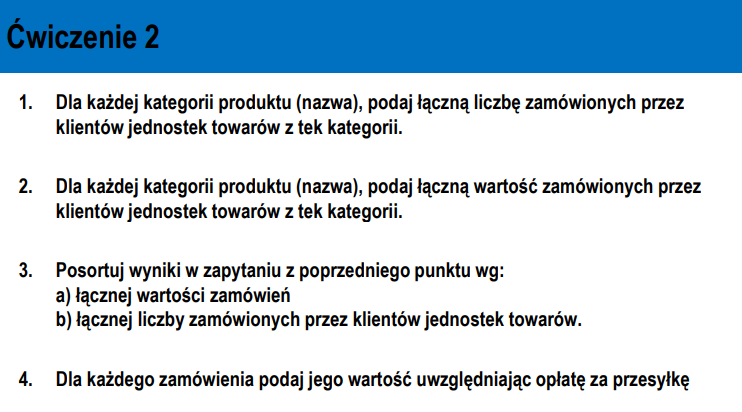 Ćwiczenie 2
1. Dla każdej kategorii produktu (nazwa), podaj łączną liczbę zamówionych przez
klientów jednostek towarów z tek kategorii.
2. Dla każdej kategorii produktu (nazwa), podaj łączną wartość zamówionych przez
klientów jednostek towarów z tek kategorii.
3. Posortuj wyniki w zapytaniu z poprzedniego punktu wg:
a) łącznej wartości zamówień
b) łącznej liczby zamówionych przez klientów jednostek towarów.
4. Dla każdego zamówienia podaj jego wartość uwzględniając opłatę za przesyłkę